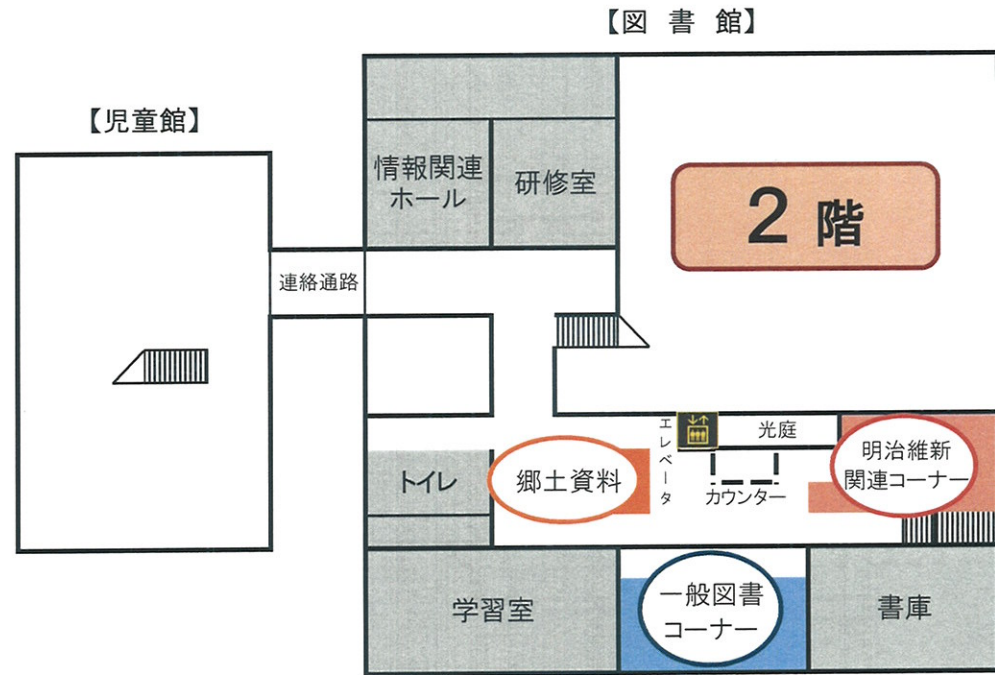 【図 書 館】
【児童館】
情報関連
ホール
研修室
2 階
連絡通路
エレベータ
光庭
明治維新
関連コーナー
トイレ
郷土資料
カウンター
学習室
一般図書
コーナー
書庫